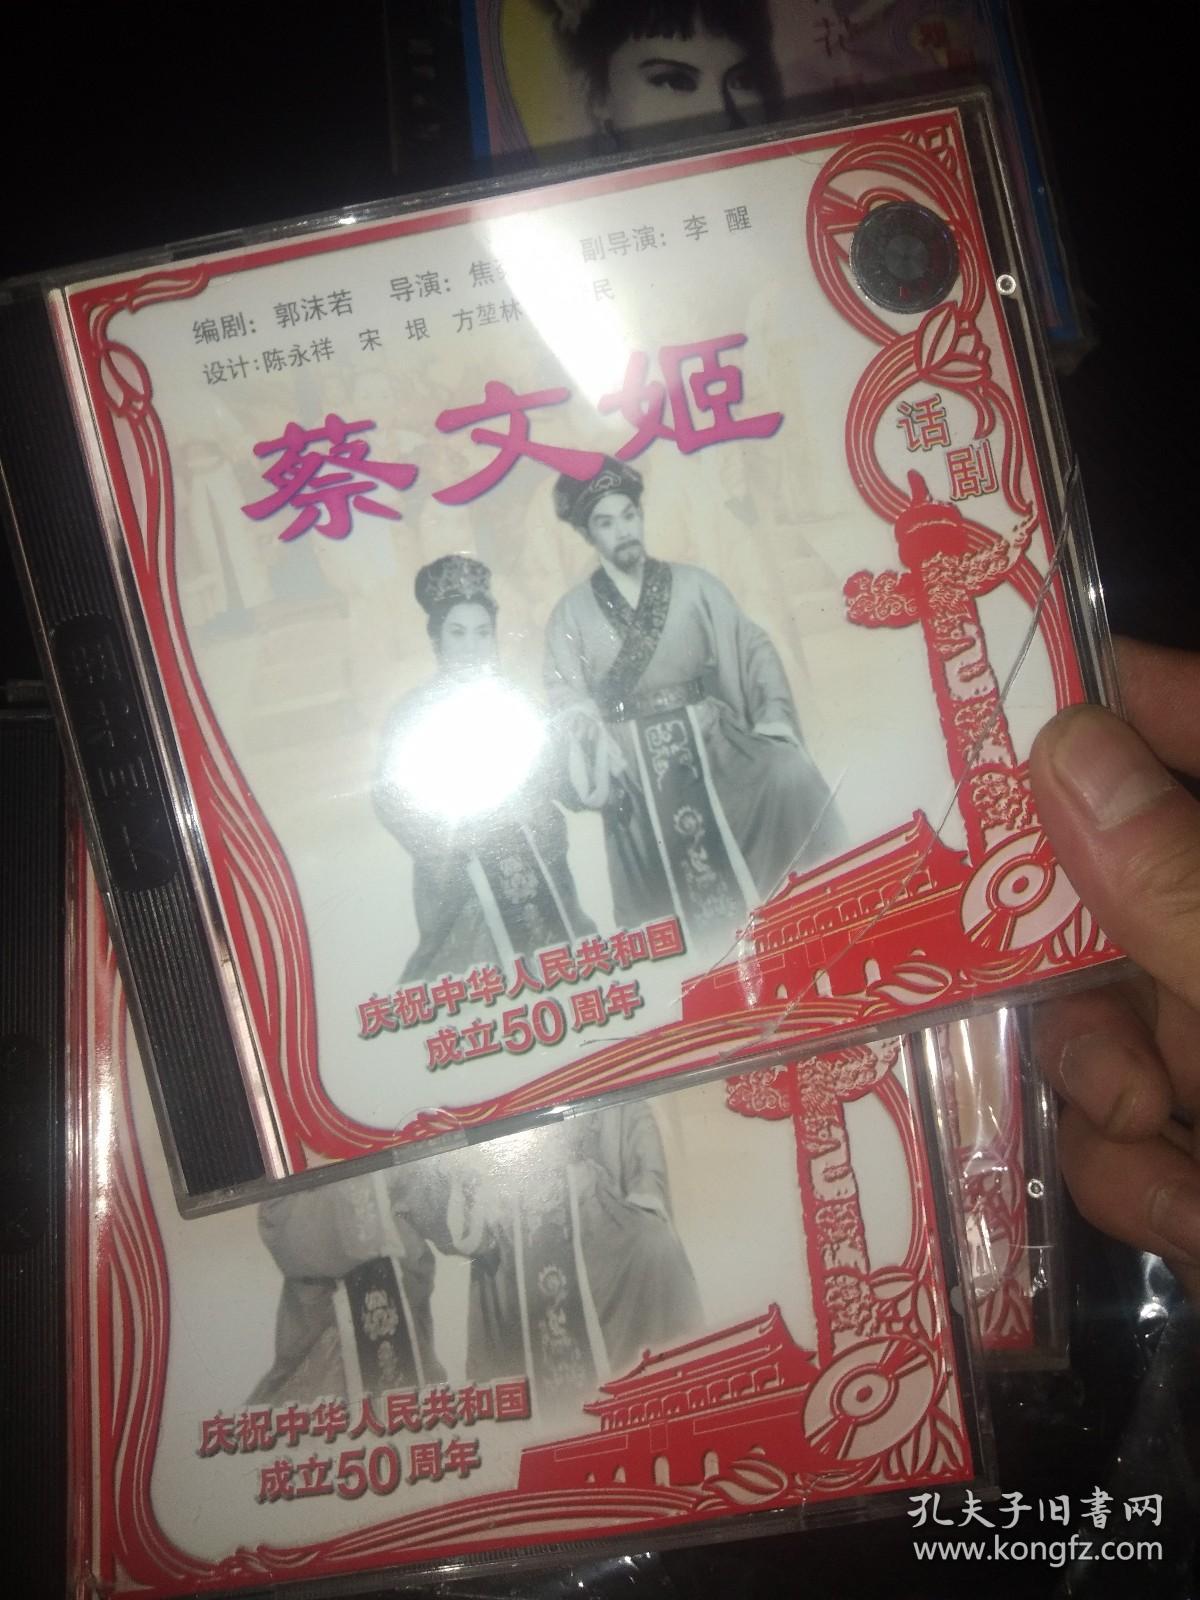 编剧：郭沫若 导演：焦 副导演：李 醒
设计：陈永祥 宋 垠 方堃林 民
蔡文姬
话剧
庆祝中华人民共和国
成立50周年
庆祝中华人民共和国
成立50周年
孔夫子旧书网
www.kongfz.com